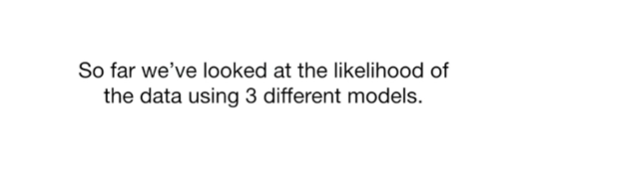 So far we've looked at the likelihood of
the data using 3 different models.